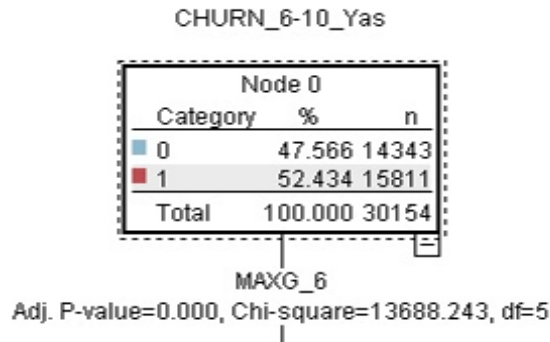 CHURN_6-10_Yas
Node 0
Category % n
0 47.566 14343
1 52.434 15811
Total 100.000 30154
MAXG_6
Adj. P-value=0.000, Chi-square=13688.243, df=5